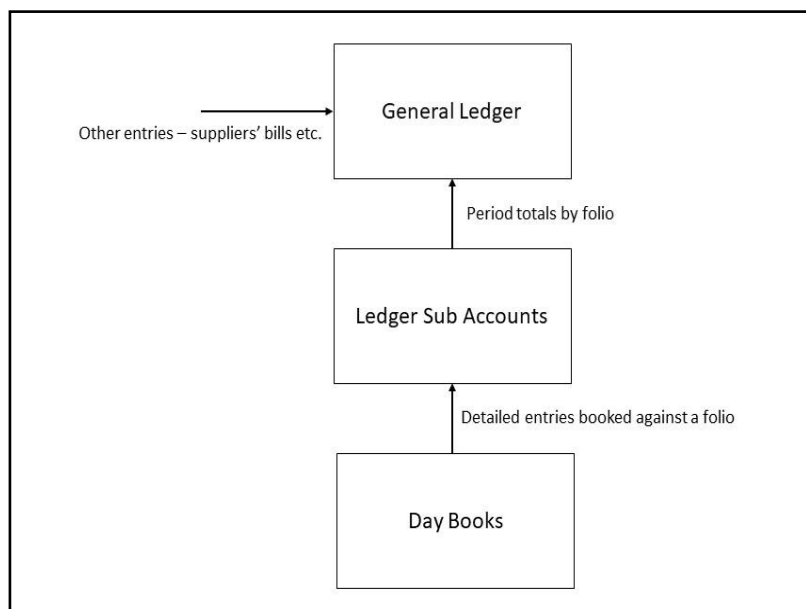 General Ledger
Other entries – suppliers’ bills etc.
Period totals by folio
Ledger Sub Accounts
Detailed entries booked against a folio
Day Books